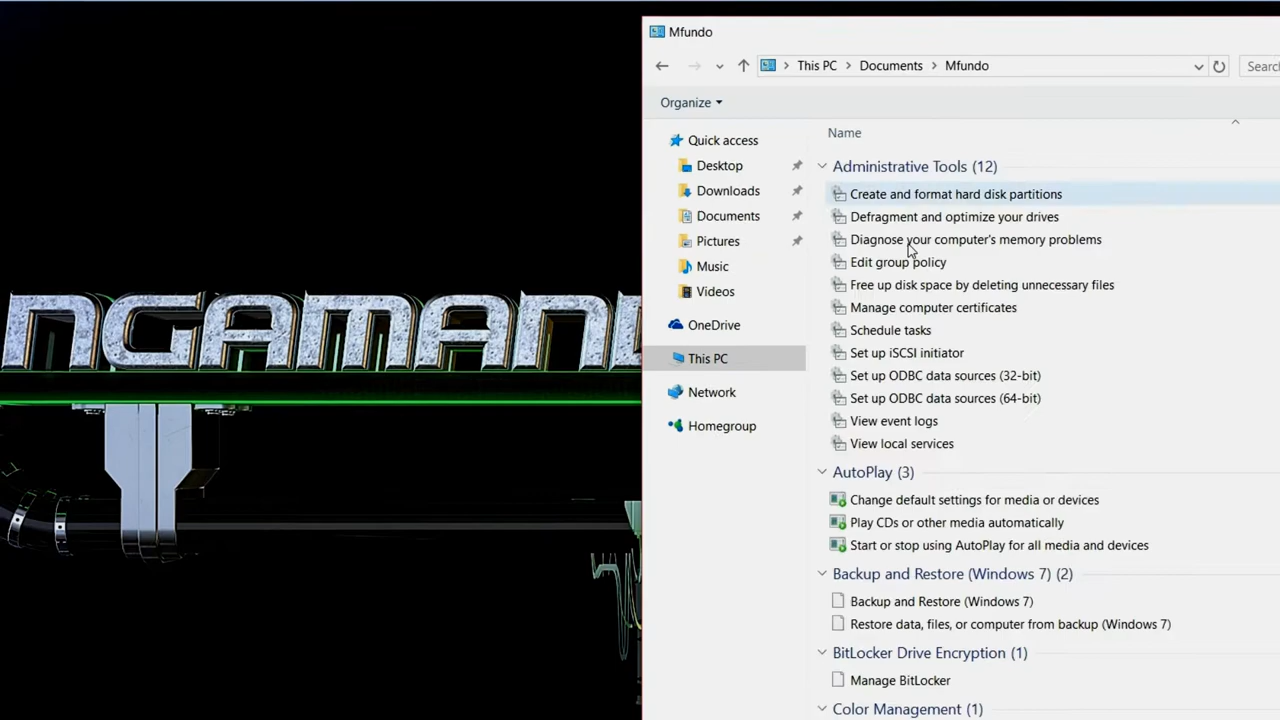 Mfundo
This PC
Documents
Mfundo
Organize
Quick access
Desktop
Downloads
Documents
Pictures
Music
Videos
OneDrive
This PC
Network
Homegroup
Name
Administrative Tools (12)
Create and format hard disk partitions
Defragment and optimize your drives
Diagnose your computer's memory problems
Edit group policy
Free up disk space by deleting unnecessary files
Manage computer certificates
Schedule tasks
Set up iSCSI initiator
Set up ODBC data sources (32-bit)
Set up ODBC data sources (64-bit)
View event logs
View local services
AutoPlay (3)
Change default settings for media or devices
Play CDs or other media automatically
Start or stop using AutoPlay for all media and devices
Backup and Restore (Windows 7) (2)
Backup and Restore (Windows 7)
Restore data, files, or computer from backup (Windows 7)
BitLocker Drive Encryption (1)
Manage BitLocker
Color Management (1)